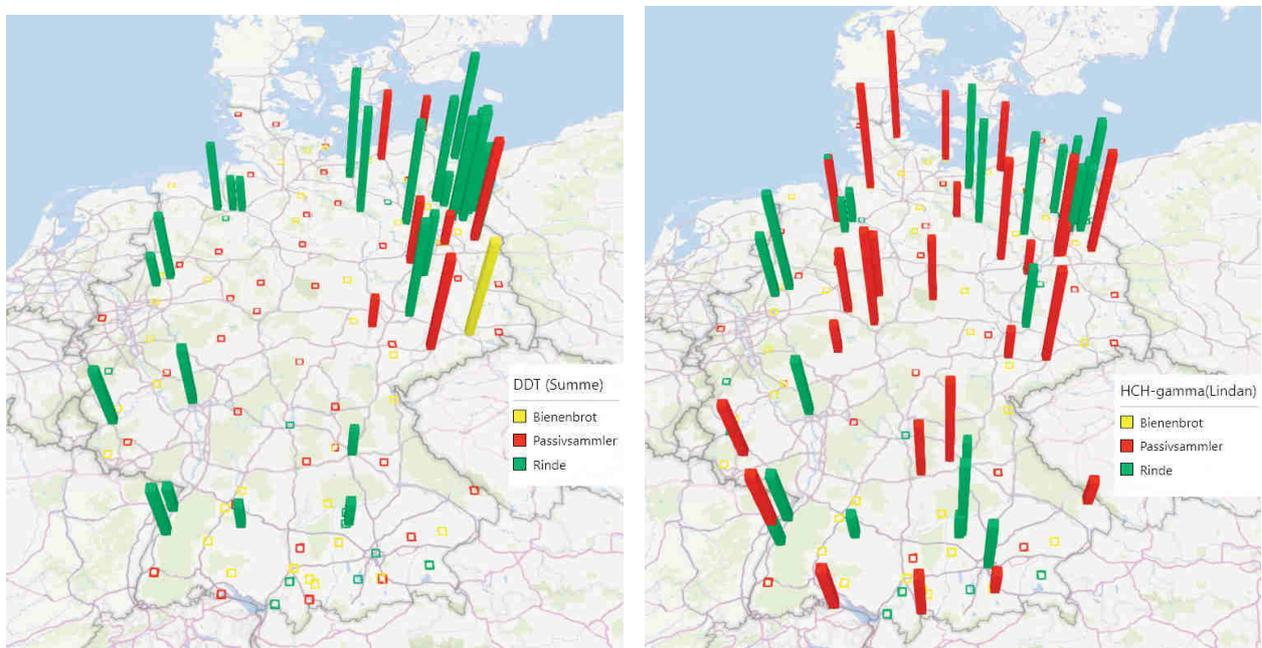 DDT (Summe)
Bienenbrot
Passivsammler
Rinde
HCH-gamma(Lindan)
Bienenbrot
Passivsammler
Rinde